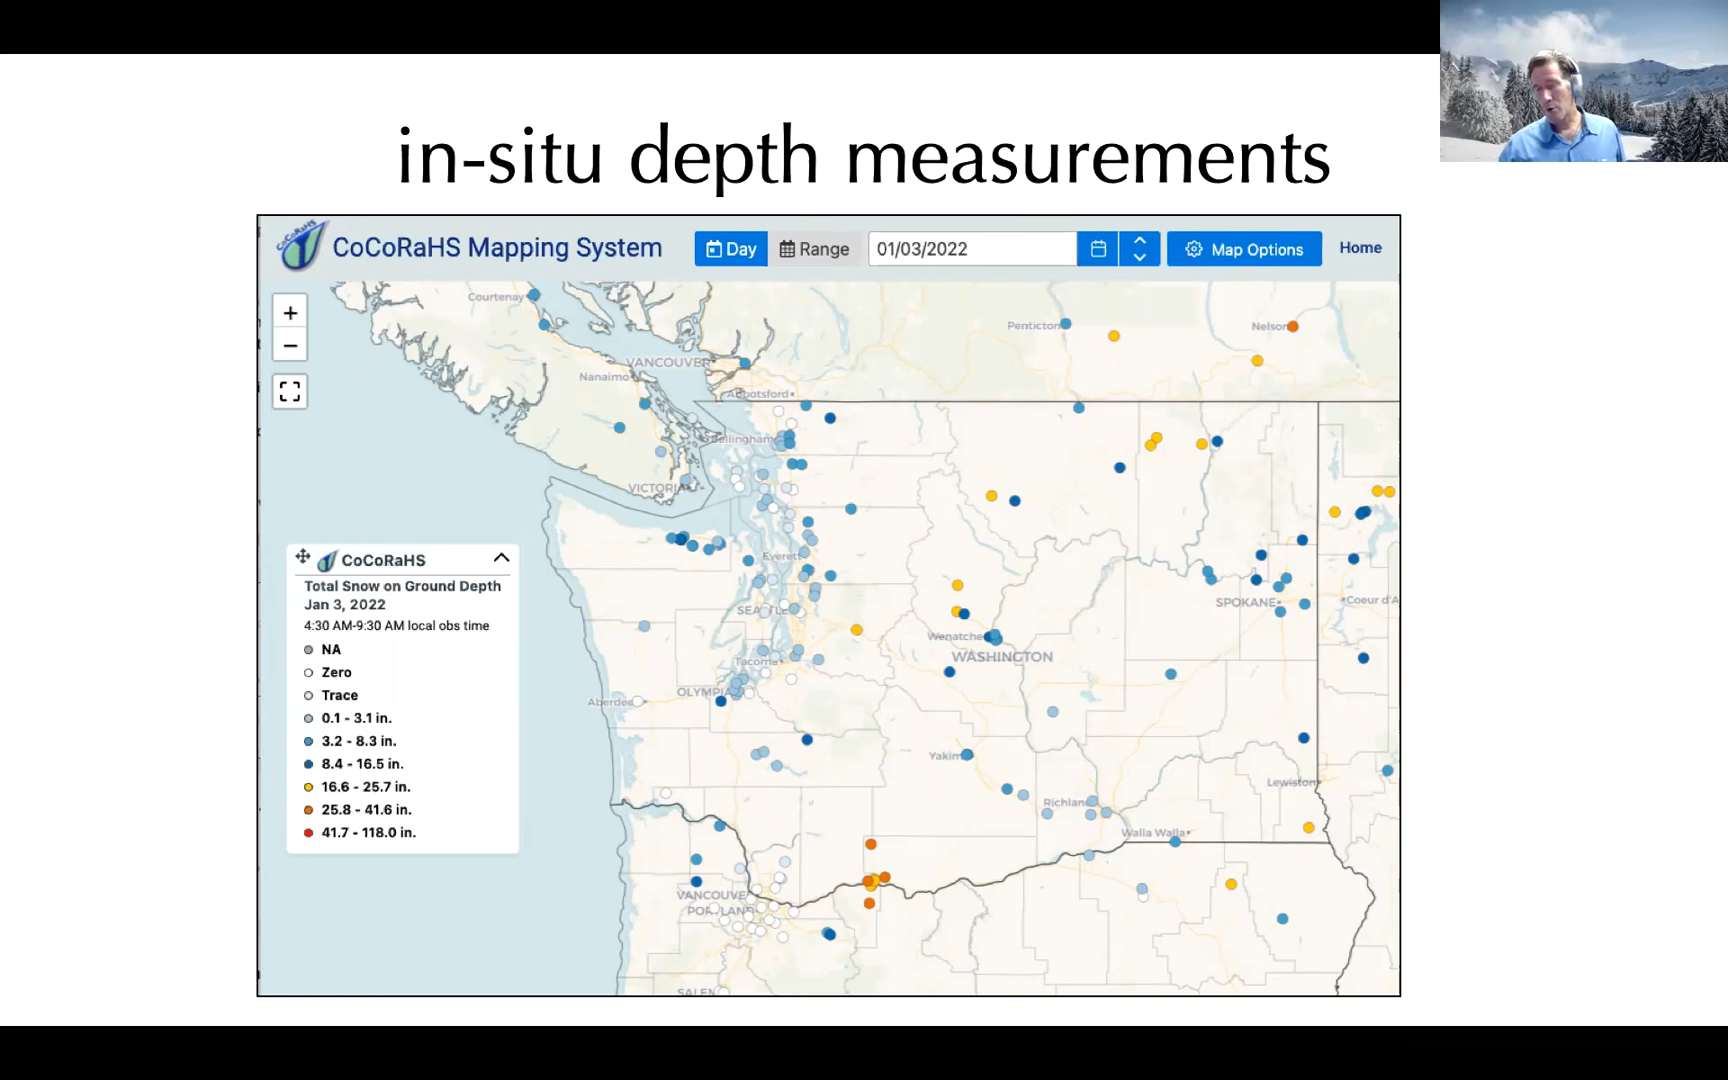 in-situ depth measurements
CoCoRaHS
CoCoRaHS Mapping System
Day
Range
01/03/2022
Map Options
Home
+
−
Courtenay
Penticton
Nelson
VANCOUVER
Nanaimo
Abbotsford
Bellingham
VICTORIA
CoCoRaHS
Total Snow on Ground Depth
Jan 3, 2022
4:30 AM-9:30 AM local obs time
NA
Zero
Trace
0.1 - 3.1 in.
3.2 - 8.3 in.
8.4 - 16.5 in.
16.6 - 25.7 in.
25.8 - 41.6 in.
41.7 - 118.0 in.
Everett
SEATTLE
SPOKANE
Coeur d'A
Wenatchee
WASHINGTON
Tacoma
OLYMPIA
Aberdeen
Yakima
Lewiston
Richland
Walla Walla
VANCOUVER
PORTLAND
SALEM